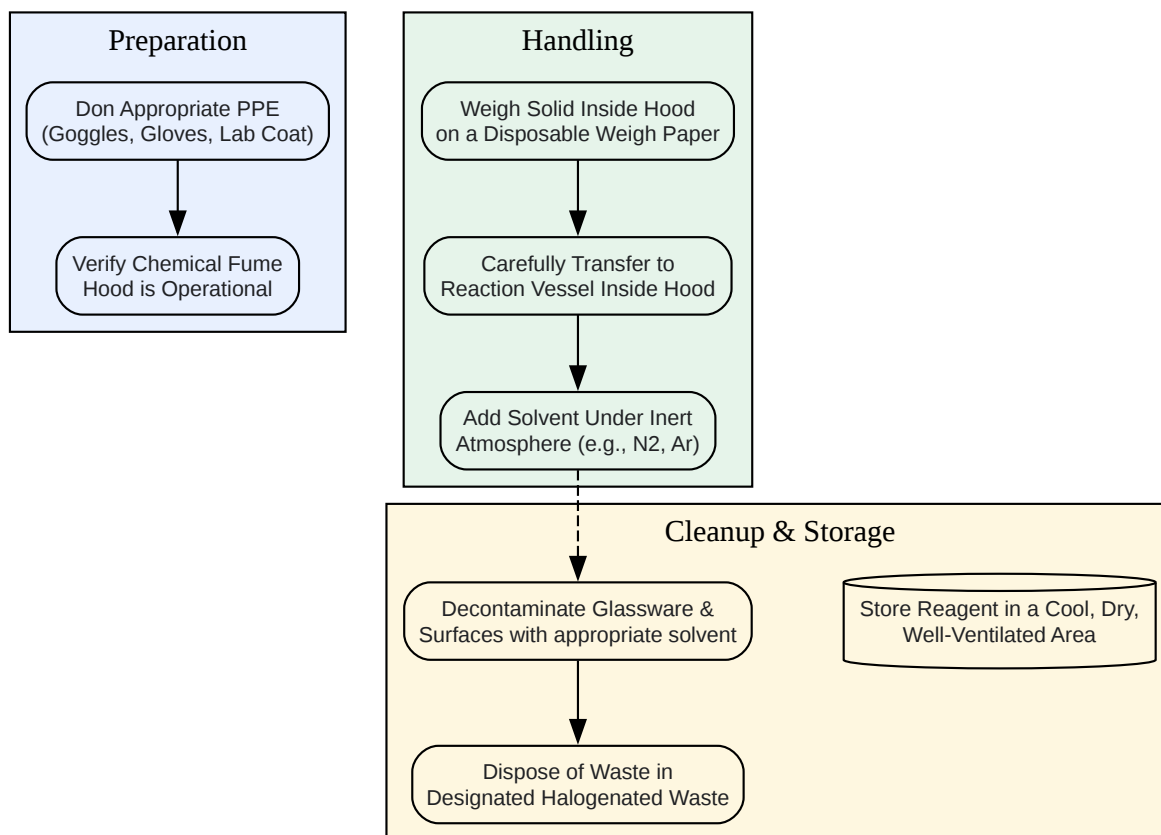 Preparation
Don Appropriate PPE
(Goggles, Gloves, Lab Coat)
Verify Chemical Fume
Hood is Operational
Handling
Weigh Solid Inside Hood
on a Disposable Weigh Paper
Carefully Transfer to
Reaction Vessel Inside Hood
Add Solvent Under Inert
Atmosphere (e.g., N2, Ar)
Cleanup & Storage
Decontaminate Glassware &
Surfaces with appropriate solvent
Store Reagent in a Cool, Dry,
Well-Ventilated Area
Dispose of Waste in
Designated Halogenated Waste